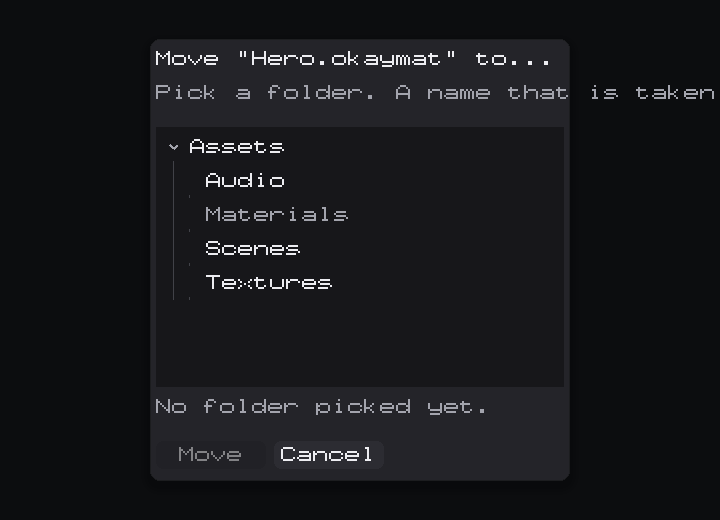 Move "Hero.okaymat" to...
Pick a folder. A name that is taken
Assets
Audio
Materials
Scenes
Textures
No folder picked yet.
Move Cancel